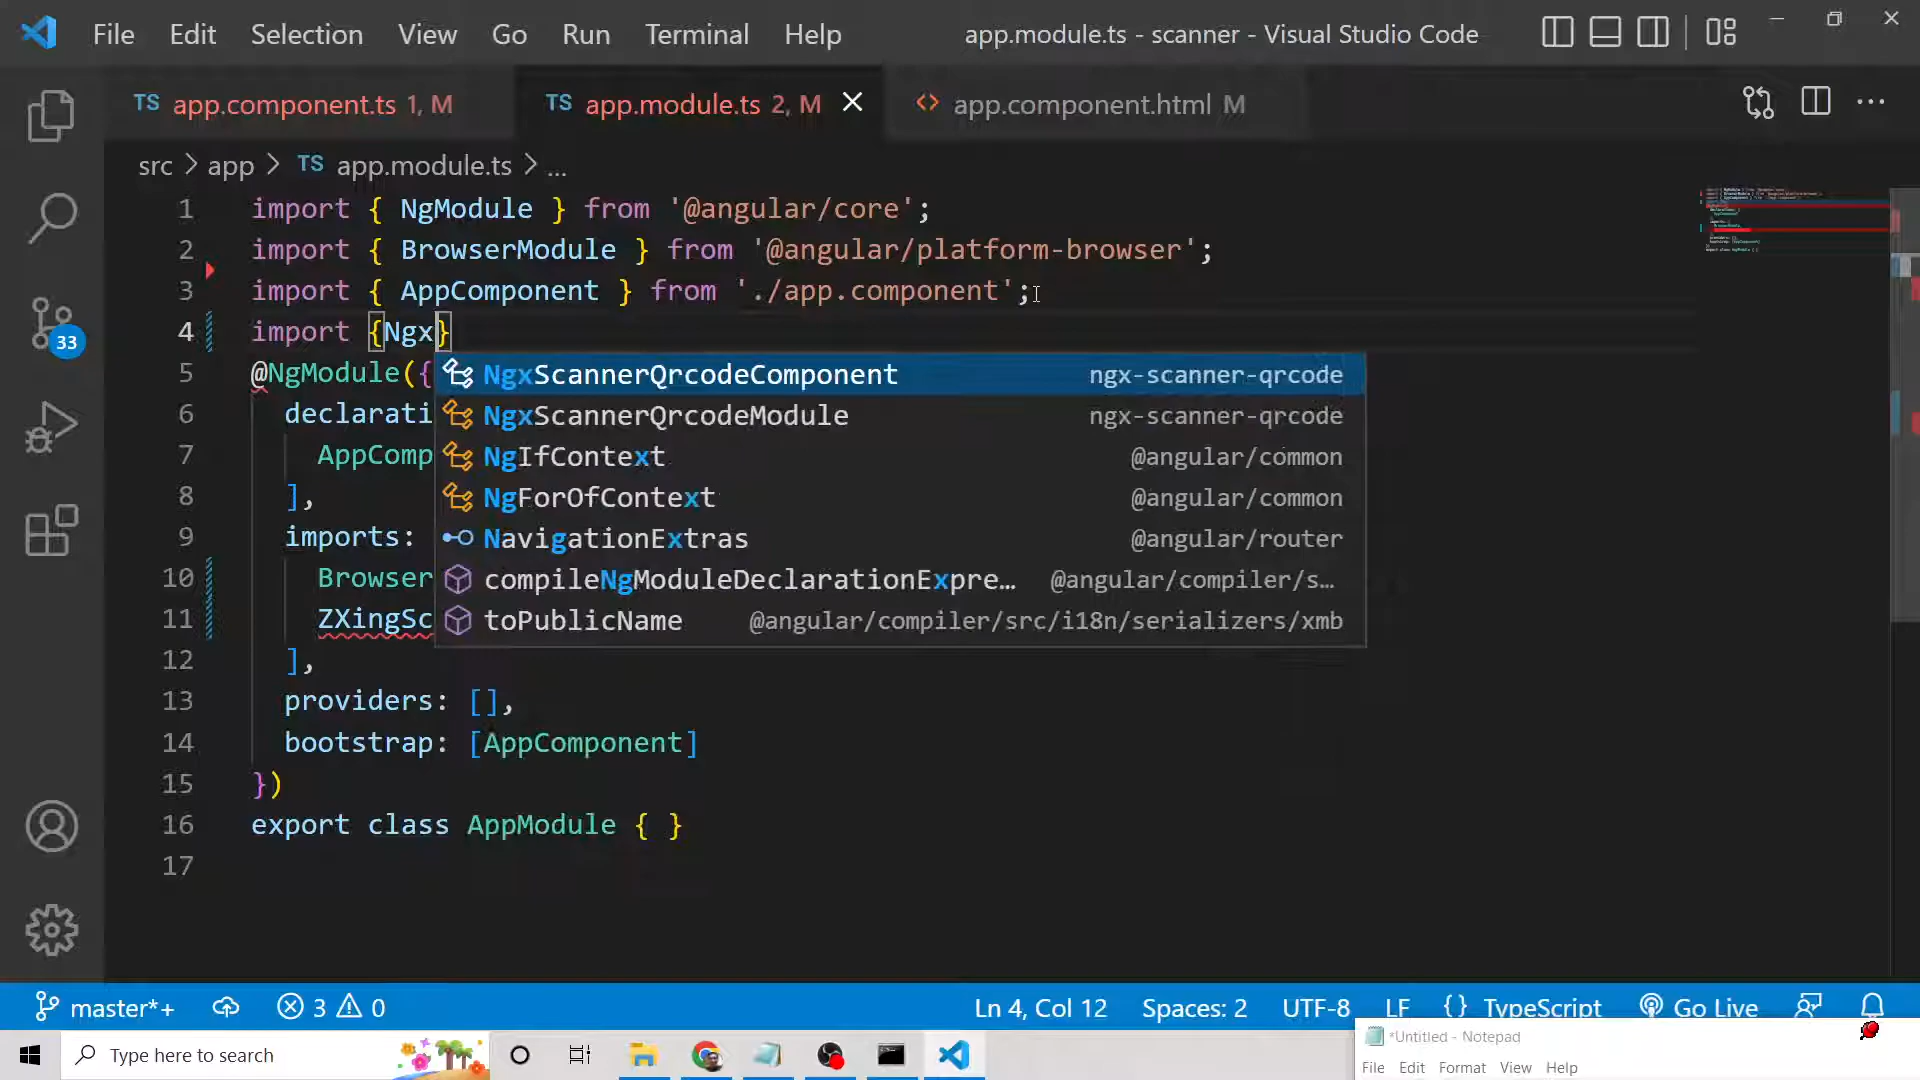 File Edit Selection View Go Run Terminal Help app.module.ts - scanner - Visual Studio Code
TS app.component.ts 1, M TS app.module.ts 2, M app.component.html M
src > app > TS app.module.ts > ...
1 import { NgModule } from '@angular/core';
2 import { BrowserModule } from '@angular/platform-browser';
3 import { AppComponent } from './app.component';
4 import {Ngx}
5 @NgModule({
NgxScannerQrcodeComponent ngx-scanner-qrcode
6 declarati
NgxScannerQrcodeModule ngx-scanner-qrcode
7 AppComp
NgIfContext @angular/common
8 ],
NgForOfContext @angular/common
9 imports:
NavigationExtras @angular/router
10 Browser
compileNgModuleDeclarationExpre… @angular/compiler/s…
11 ZXingSc
toPublicName @angular/compiler/src/i18n/serializers/xmb
12 ],
13 providers: [],
14 bootstrap: [AppComponent]
15 })
16 export class AppModule { }
17
33
master*+ 3 0 Ln 4, Col 12 Spaces: 2 UTF-8 LF {} TypeScript Go Live
Type here to search
*Untitled - Notepad
File Edit Format View Help